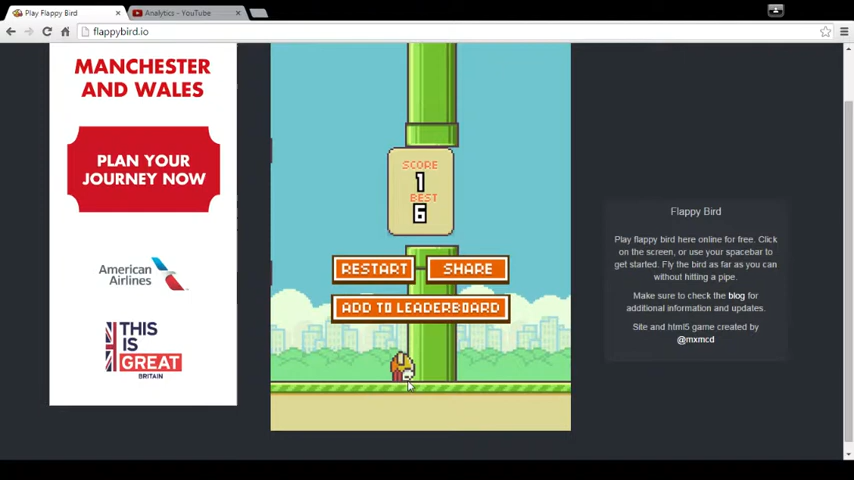 Play Flappy Bird
Analytics - YouTube
flappybird.io
MANCHESTER
AND WALES
PLAN YOUR
JOURNEY NOW
American
Airlines
THIS
IS
GREAT
BRITAIN
SCORE
1
BEST
6
RESTART
SHARE
ADD TO LEADERBOARD
Flappy Bird
Play flappy bird here online for free. Click
on the screen, or use your spacebar to
get started. Fly the bird as far as you can
without hitting a pipe.
Make sure to check the blog for
additional information and updates.
Site and html5 game created by
@mxmcd